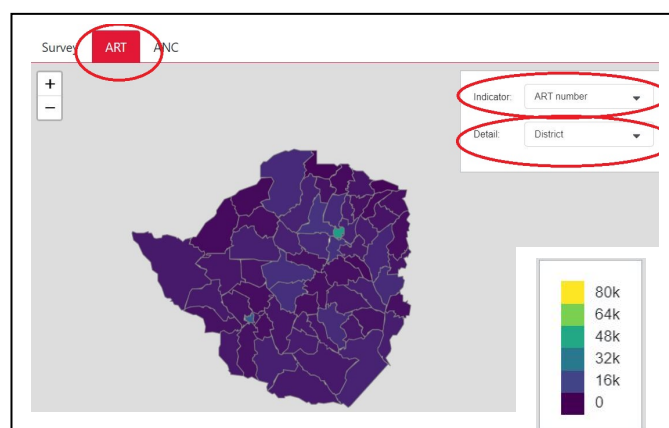 Survey ART ANC
+
−
Indicator: ART number
Detail: District
80k
64k
48k
32k
16k
0